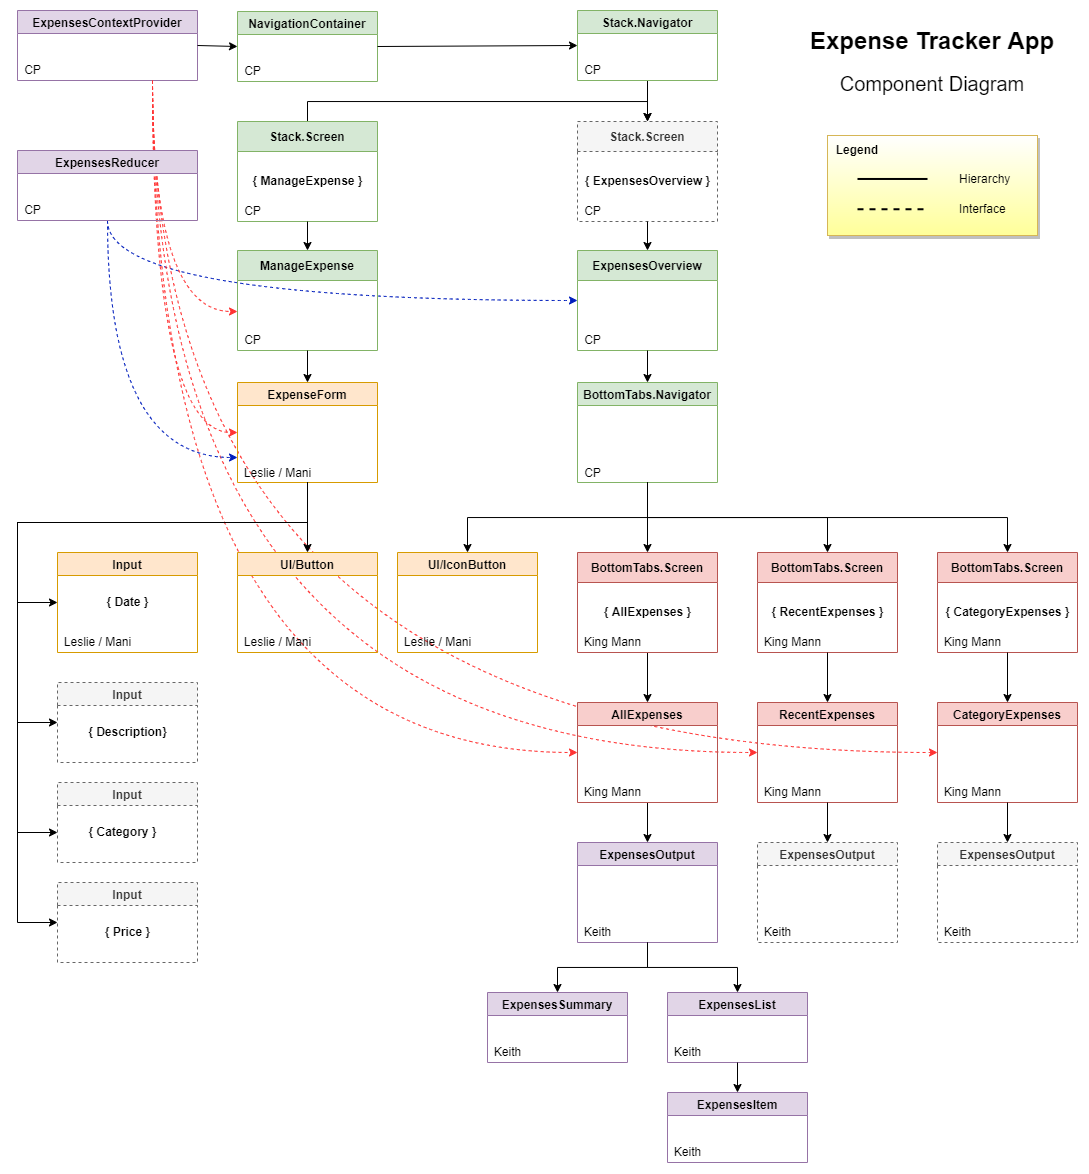 ExpensesContextProvider
CP
NavigationContainer
CP
Stack.Navigator
CP
Expense Tracker App
Component Diagram
Legend
Hierarchy
Interface
ExpensesReducer
CP
Stack.Screen
{ ManageExpense }
CP
Stack.Screen
{ ExpensesOverview }
CP
ManageExpense
CP
ExpensesOverview
CP
ExpenseForm
Leslie / Mani
BottomTabs.Navigator
CP
Input
{ Date }
Leslie / Mani
UI/Button
Leslie / Mani
UI/IconButton
Leslie / Mani
BottomTabs.Screen
{ AllExpenses }
King Mann
BottomTabs.Screen
{ RecentExpenses }
King Mann
BottomTabs.Screen
{ CategoryExpenses }
King Mann
Input
{ Description}
Input
{ Category }
Input
{ Price }
AllExpenses
King Mann
RecentExpenses
King Mann
CategoryExpenses
King Mann
ExpensesOutput
Keith
ExpensesOutput
Keith
ExpensesOutput
Keith
ExpensesSummary
Keith
ExpensesList
Keith
ExpensesItem
Keith